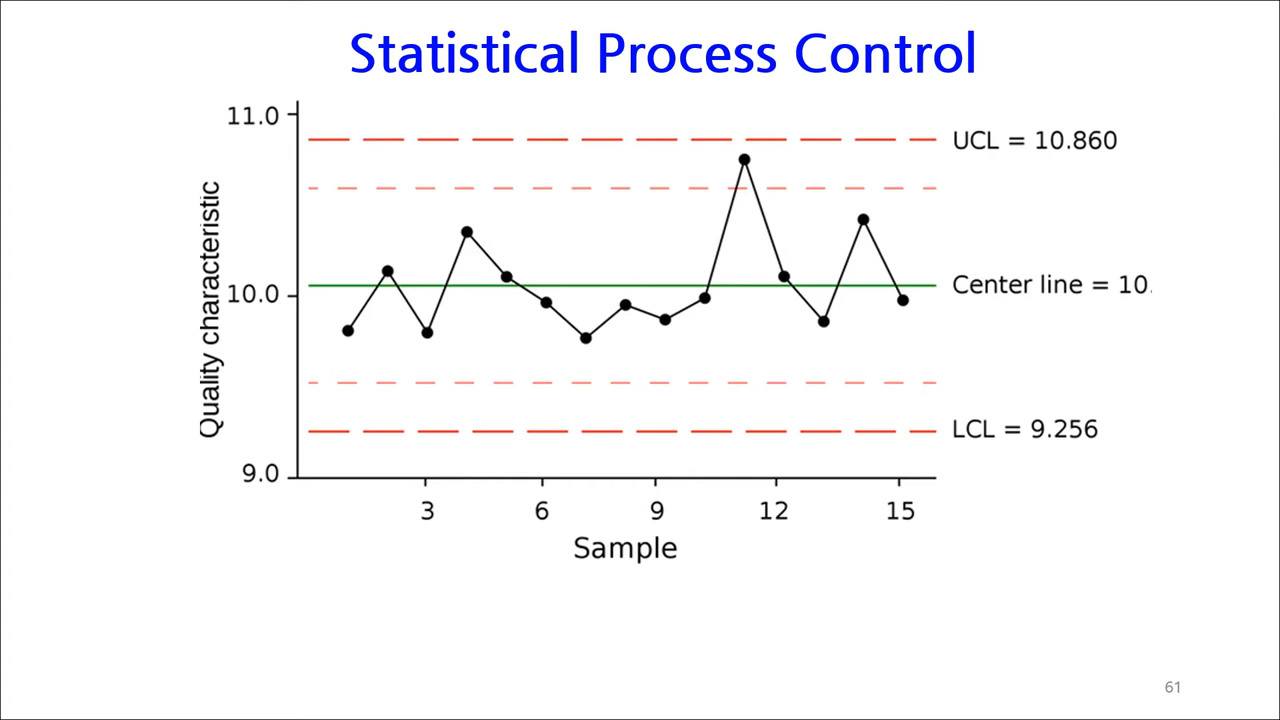 Statistical Process Control
11.0
UCL = 10.860
Quality characteristic
10.0
Center line = 10.
LCL = 9.256
9.0
3 6 9 12 15
Sample
61